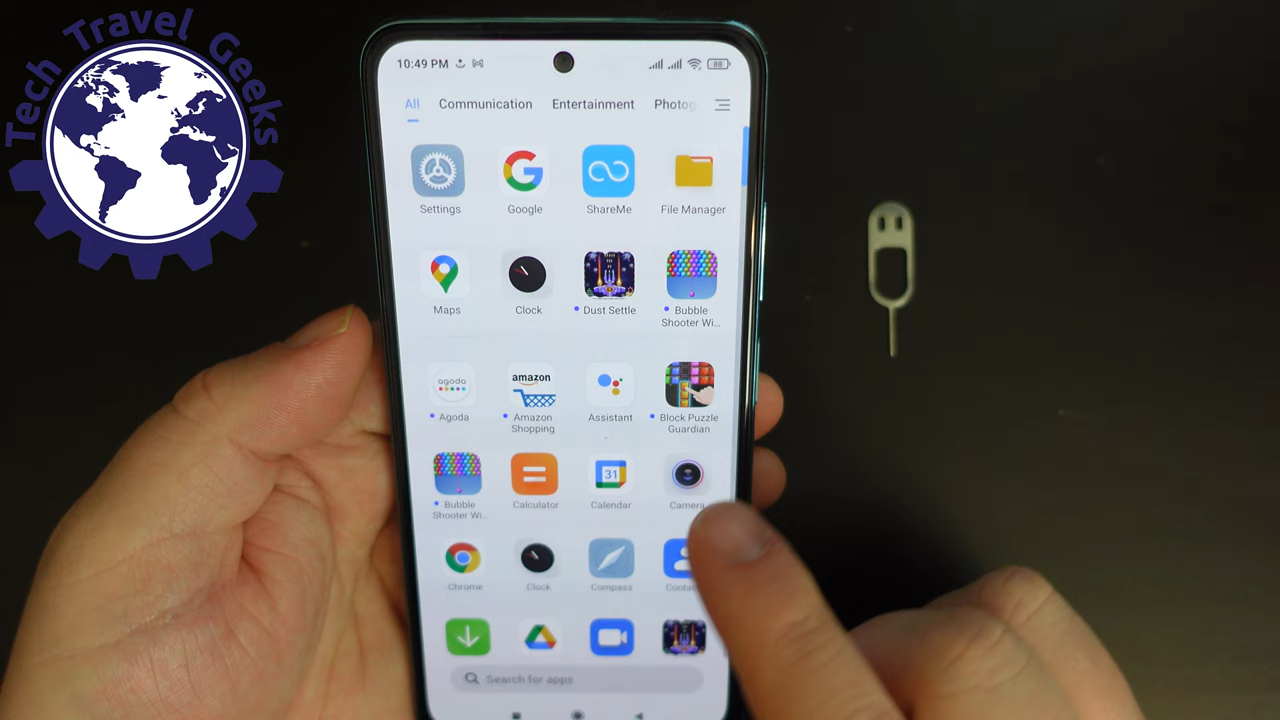 Tech Travel Geeks
10:49 PM
88
All Communication Entertainment Photog
Settings Google ShareMe File Manager
Maps Clock Dust Settle Bubble
Shooter Wi...
agoda amazon
Agoda Amazon
Shopping Assistant Block Puzzle
Guardian
31
Bubble
Shooter Wi... Calculator Calendar Camera
Chrome Clock Compass
Search for apps